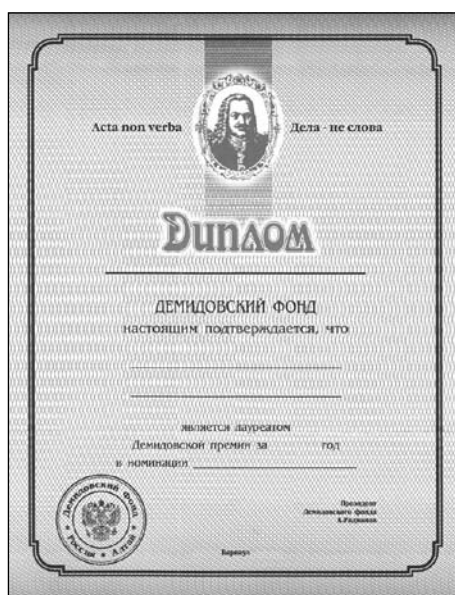 Acta non verba
Дела - не слова
Диплом
ДЕМИДОВСКИЙ ФОНД
настоящим подтверждается, что
является лауреатом
Демидовской премии за год
в номинации
Демидовский фонд
Россия * Алтай
Президент
Демидовского фонда
А.Родионов
Барнаул